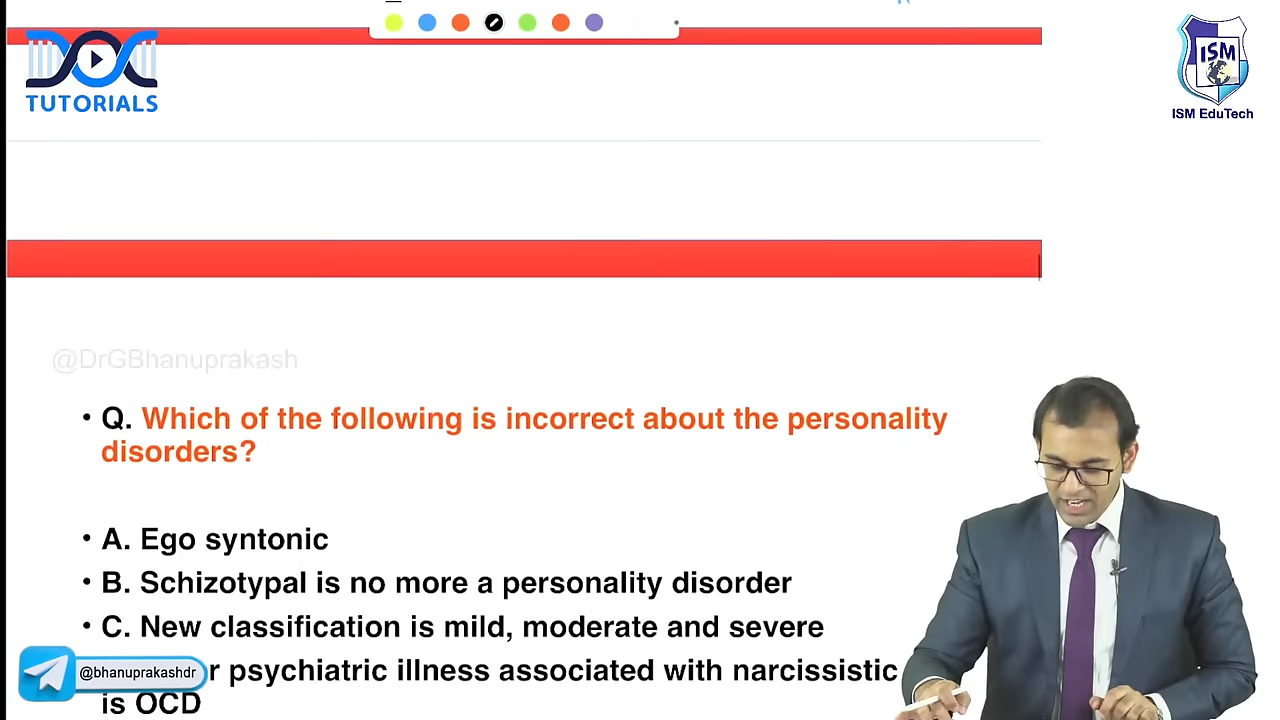 TUTORIALS
ISM
ISM EduTech
@DrGBhanuprakash
• Q. Which of the following is incorrect about the personality
disorders?
• A. Ego syntonic
• B. Schizotypal is no more a personality disorder
• C. New classification is mild, moderate and severe
psychiatric illness associated with narcissistic
is OCD
@bhanuprakashdr